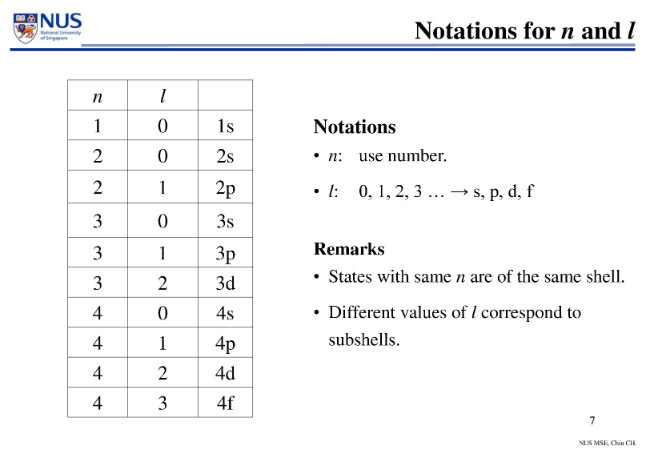 NUS
National University
of Singapore
Notations for n and l
n l
1 0 1s
2 0 2s
2 1 2p
3 0 3s
3 1 3p
3 2 3d
4 0 4s
4 1 4p
4 2 4d
4 3 4f
Notations
• n: use number.
• l: 0, 1, 2, 3 … → s, p, d, f
Remarks
• States with same n are of the same shell.
• Different values of l correspond to
subshells.
7
NUS MSE, Chiu CH.